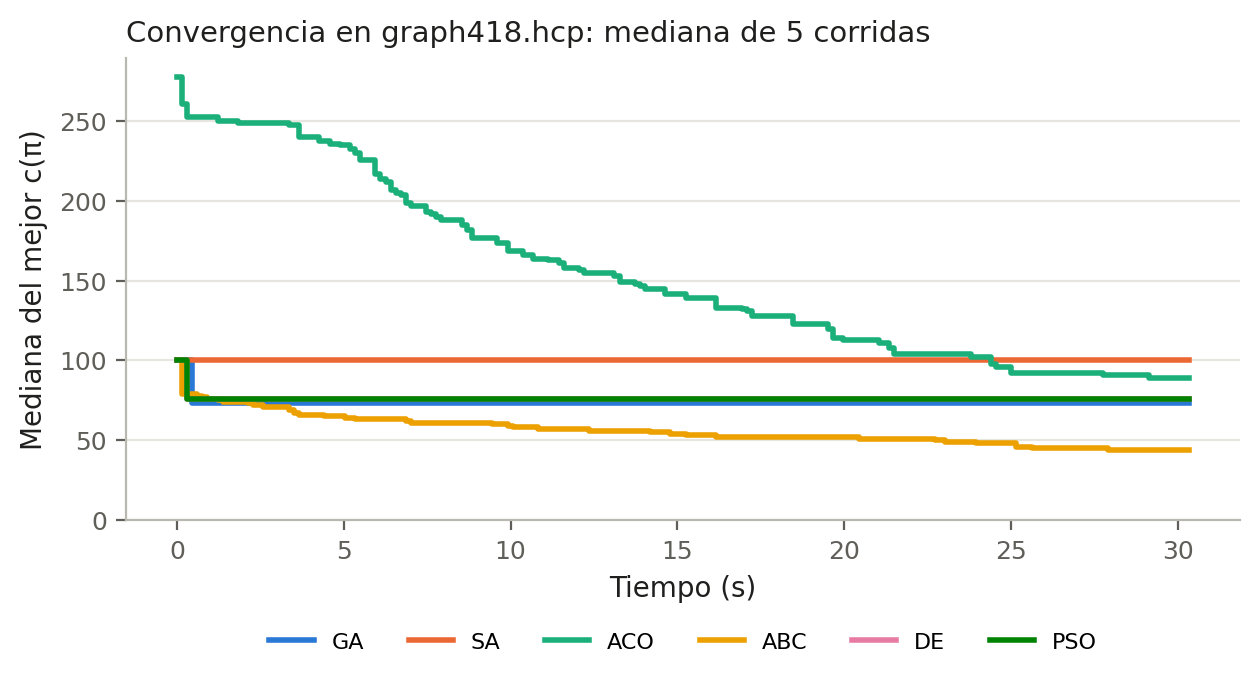 Convergencia en graph418.hcp: mediana de 5 corridas
Mediana del mejor c(π)
250
200
150
100
50
0
0 5 10 15 20 25 30
Tiempo (s)
GA SA ACO ABC DE PSO